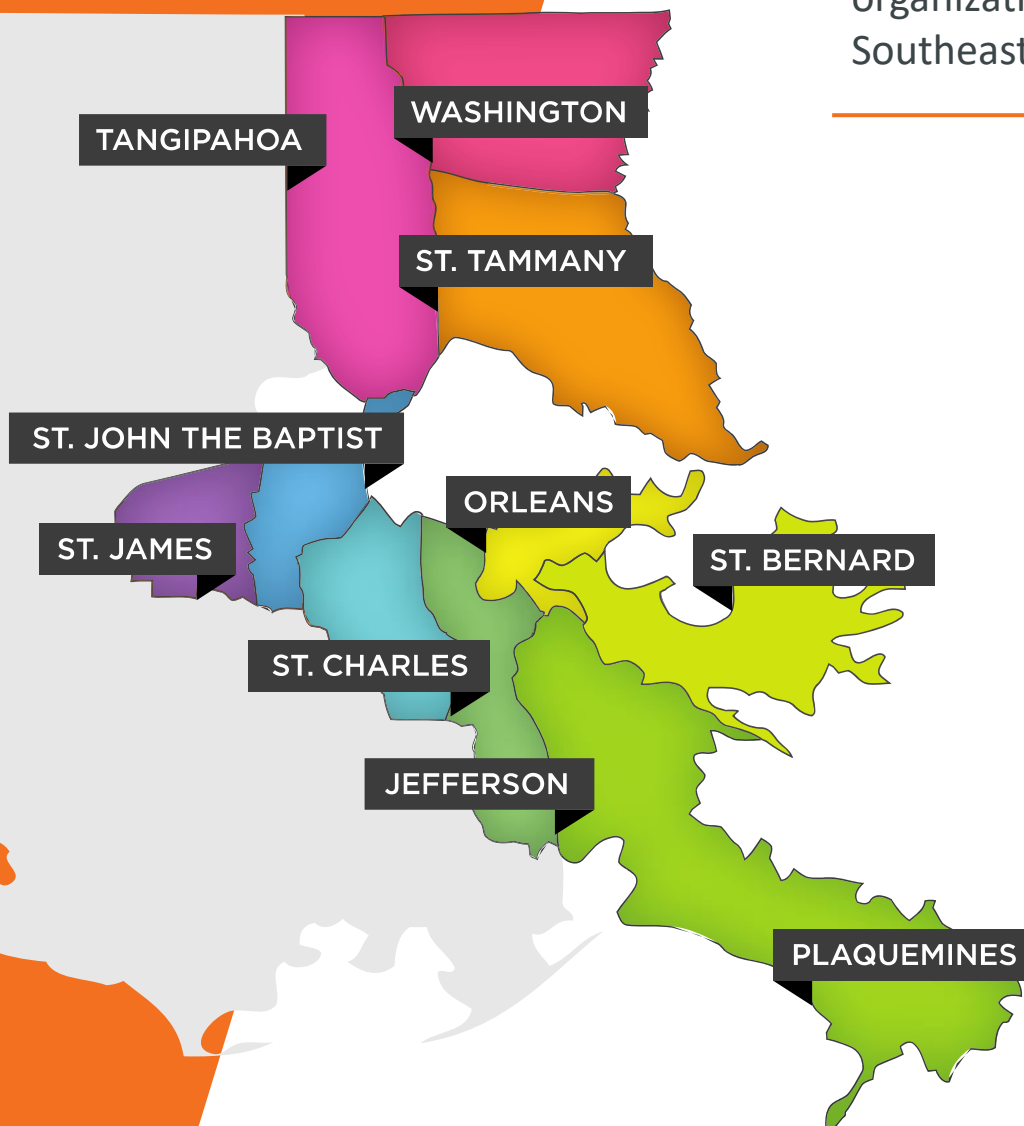 Southeast
WASHINGTON
TANGIPAHOA
ST. TAMMANY
ST. JOHN THE BAPTIST
ORLEANS
ST. JAMES
ST. BERNARD
ST. CHARLES
JEFFERSON
PLAQUEMINES